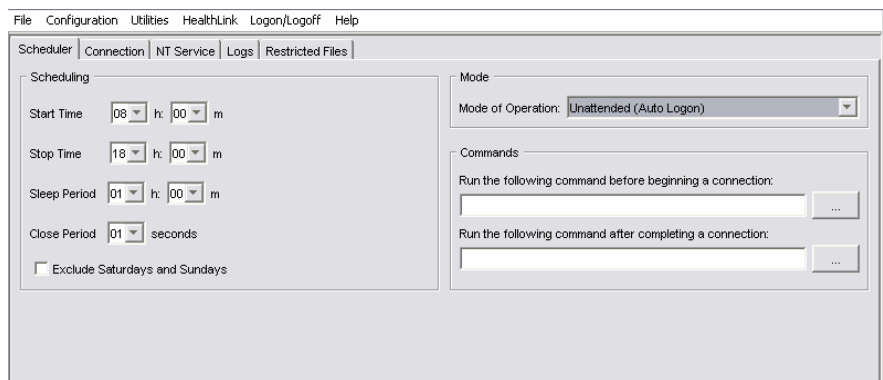 File Configuration Utilities HealthLink Logon/Logoff Help
Scheduler Connection NT Service Logs Restricted Files
Scheduling
Start Time 08 h: 00 m
Stop Time 18 h: 00 m
Sleep Period 01 h: 00 m
Close Period 01 seconds
Exclude Saturdays and Sundays
Mode
Mode of Operation: Unattended (Auto Logon)
Commands
Run the following command before beginning a connection:
...
Run the following command after completing a connection:
...